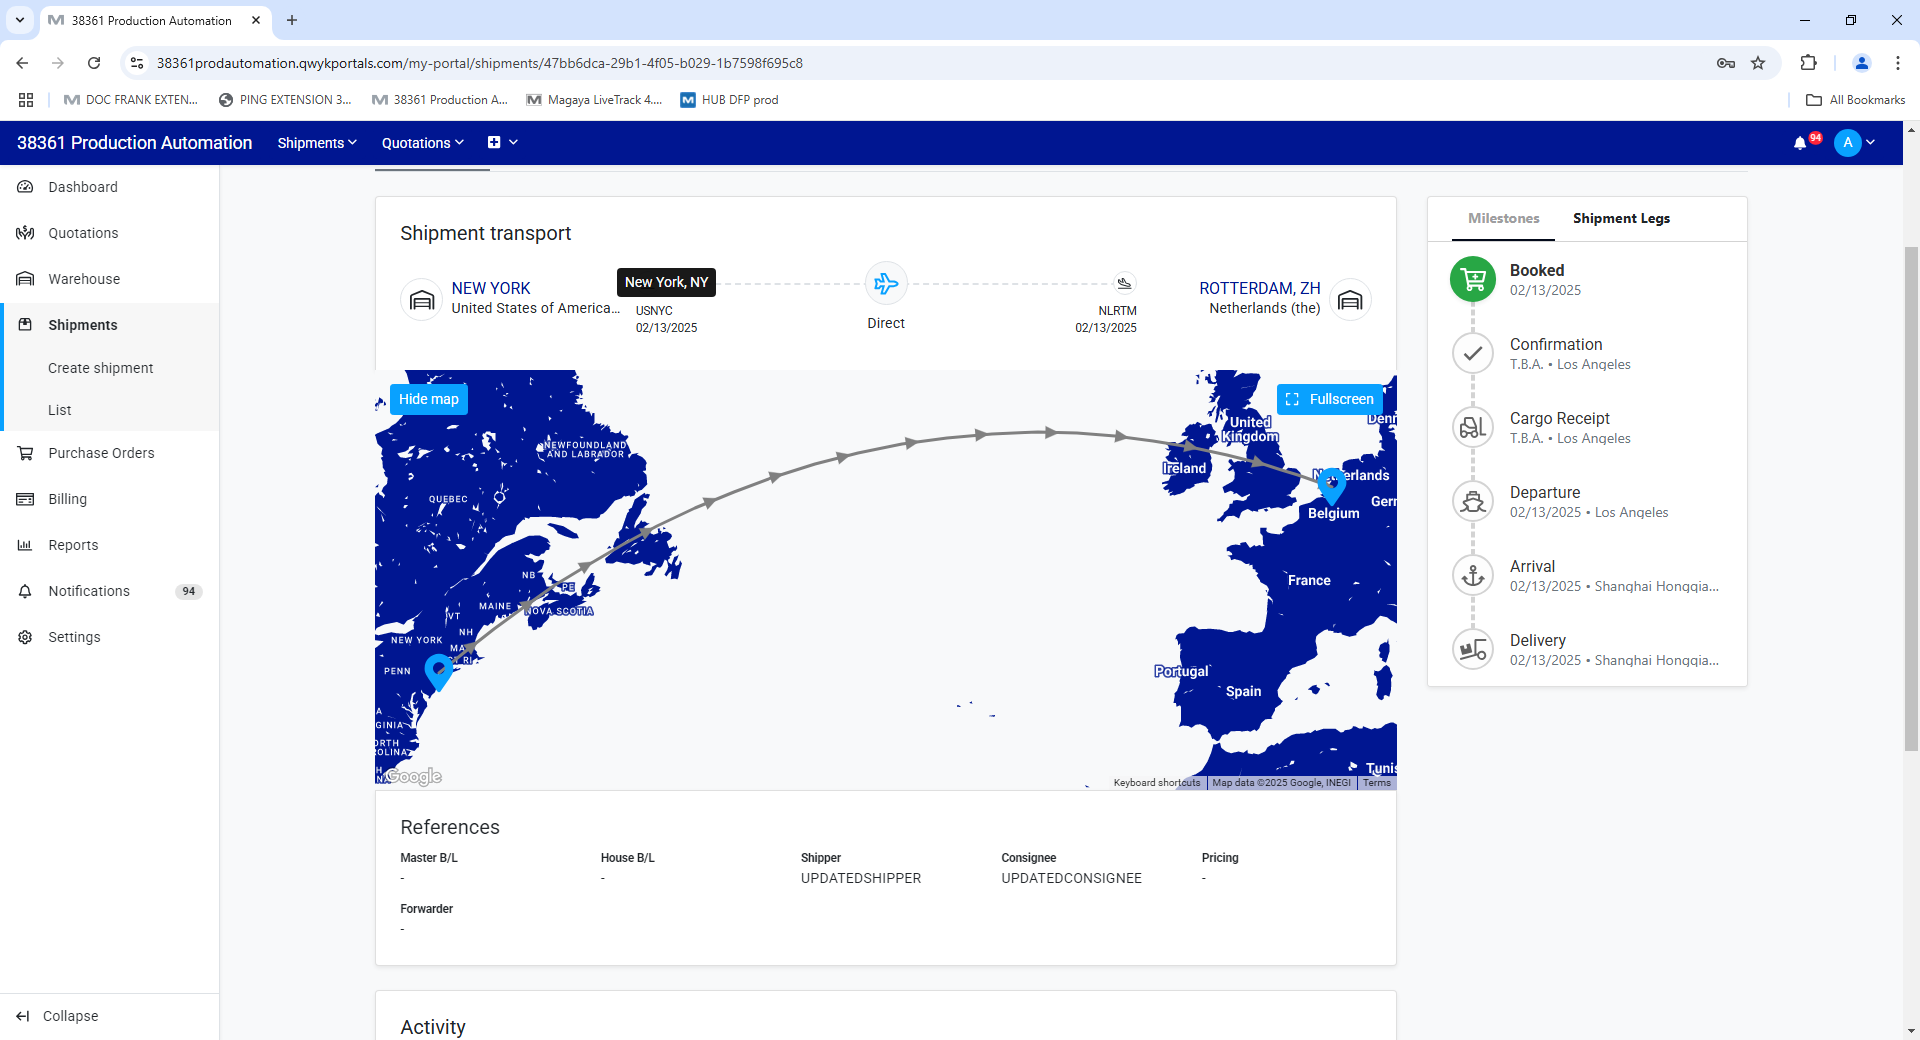 38361 Production Automation
38361prodautomation.qwykportals.com/my-portal/shipments/47bb6dca-29b1-4f05-b029-1b7598f695c8
DOC FRANK EXTEN...
PING EXTENSION 3...
38361 Production A...
Magaya LiveTrack 4....
HUB DFP prod
All Bookmarks
38361 Production Automation
Shipments
Quotations
94
A
Dashboard
Quotations
Warehouse
Shipments
Create shipment
List
Purchase Orders
Billing
Reports
Notifications
94
Settings
Collapse
Shipment transport
NEW YORK
United States of America...
New York, NY
USNYC
02/13/2025
Direct
NLRTM
02/13/2025
ROTTERDAM, ZH
Netherlands (the)
Hide map
Fullscreen
NEWFOUNDLAND
AND LABRADOR
QUEBEC
NB
PE
MAINE
NOVA SCOTIA
VT
NH
NEW YORK
MA
CT RI
PENN
United
Kingdom
Ireland
Netherlands
Belgium
France
Portugal
Spain
Google
Keyboard shortcuts
Map data ©2025 Google, INEGI
Terms
References
Master B/L
-
House B/L
-
Shipper
UPDATEDSHIPPER
Consignee
UPDATEDCONSIGNEE
Pricing
-
Forwarder
-
Activity
Milestones
Shipment Legs
Booked
02/13/2025
Confirmation
T.B.A. • Los Angeles
Cargo Receipt
T.B.A. • Los Angeles
Departure
02/13/2025 • Los Angeles
Arrival
02/13/2025 • Shanghai Hongqia...
Delivery
02/13/2025 • Shanghai Hongqia...